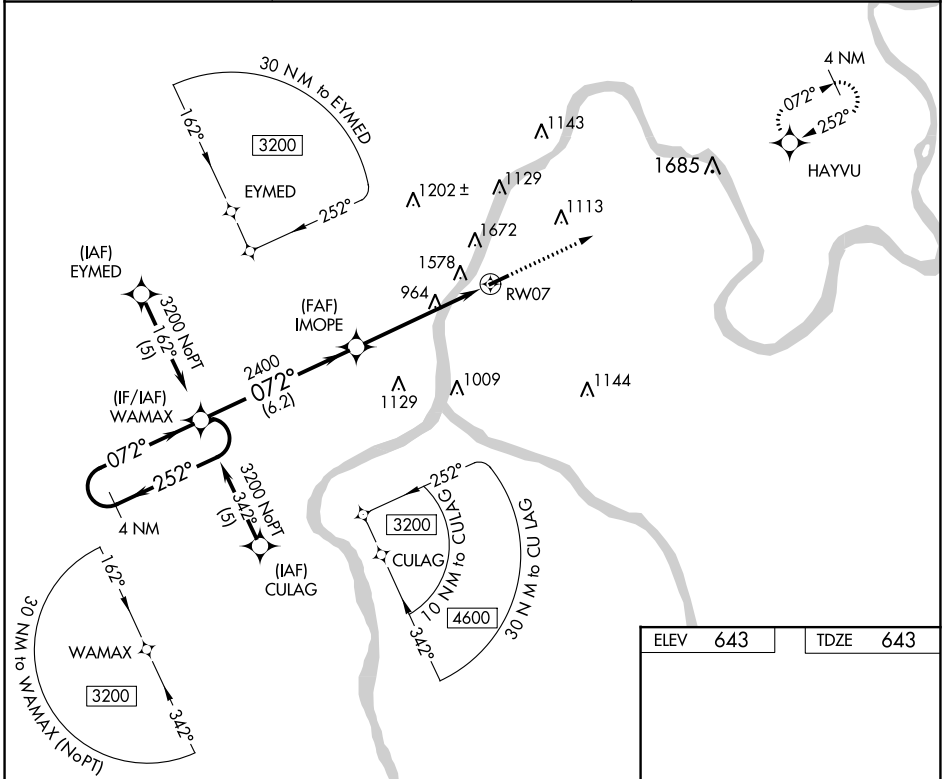 30 NM to EYMED
162°
3200
EYMED
252°
4 NM
072°
252°
HAYVU
1143
1685
1202 ±
1129
1113
1672
1578
964
RW07
(IAF)
EYMED
3200 NoPT
162°
(5)
(FAF)
IMOPE
2400
072°
(6.2)
(IF/IAF)
WAMAX
1129
1009
1144
072°
252°
4 NM
3200 NoPT
342°
(5)
(IAF)
CULAG
252°
3200
CULAG
10 NM to CULAG
30 NM to CULAG
4600
342°
162°
WAMAX
3200
342°
30 NM to WAMAX (NoPT)
ELEV 643
TDZE 643